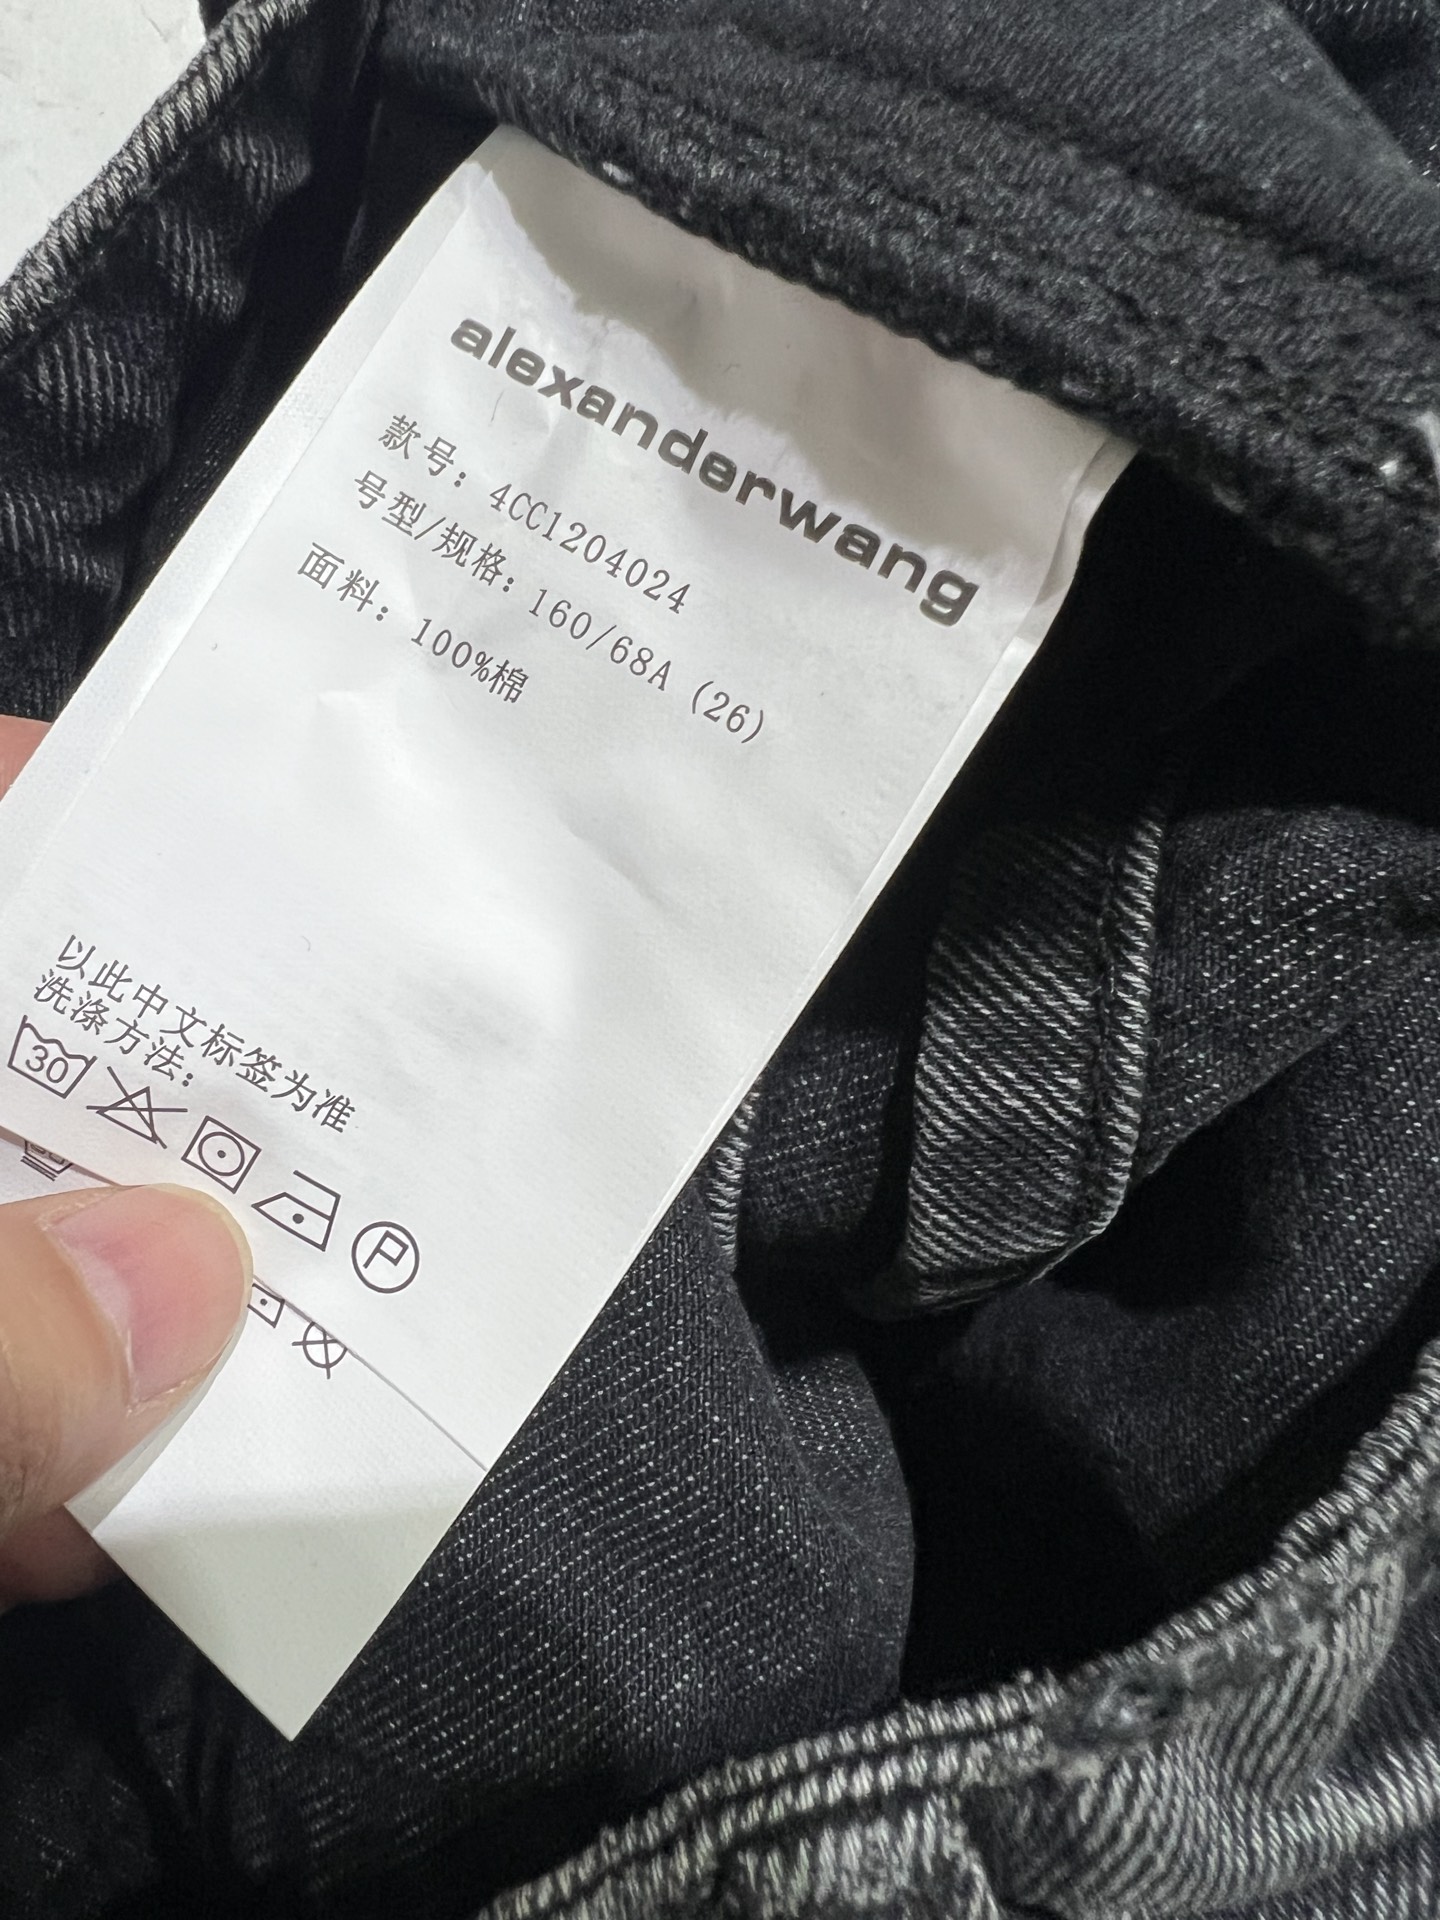 alexanderwang
款号: 4CC1204024
号型/规格: 160/68A (26)
面料: 100%棉
以此中文标签为准
洗涤方法:
30
P